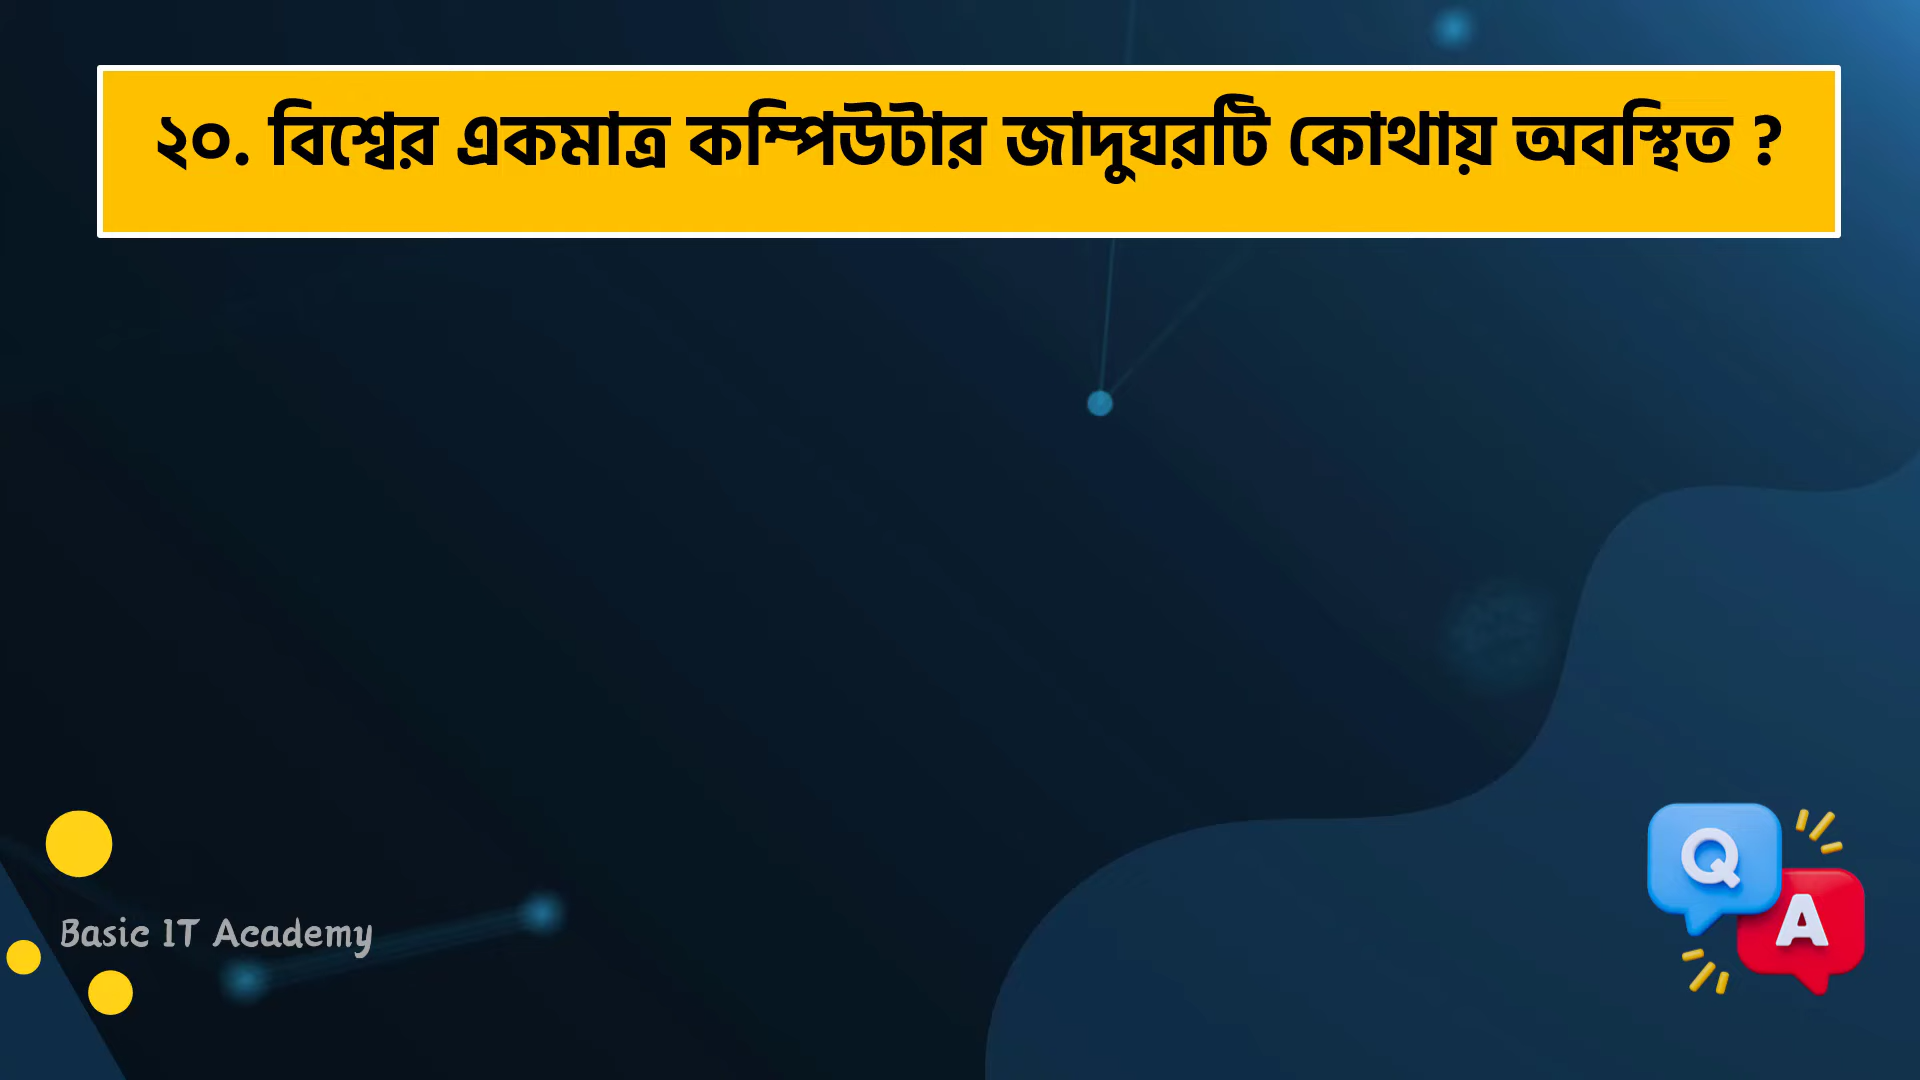 ২০. বিশ্বের একমাত্র কম্পিউটার জাদুঘরটি কোথায় অবস্থিত ?
Basic IT Academy
Q
A